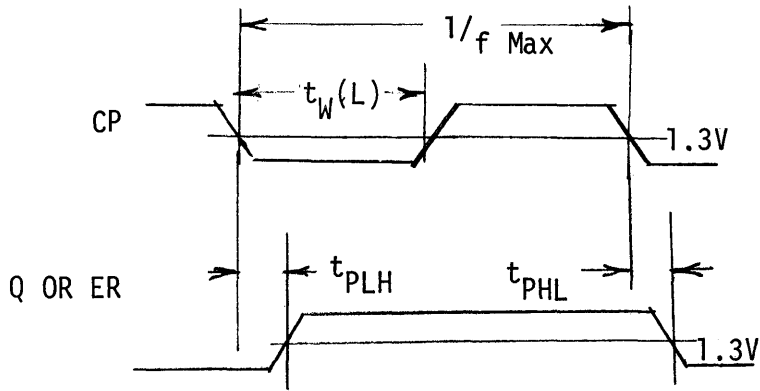 1/f Max
tW(L)
CP
1.3V
tPLH
tPHL
Q OR ER
1.3V